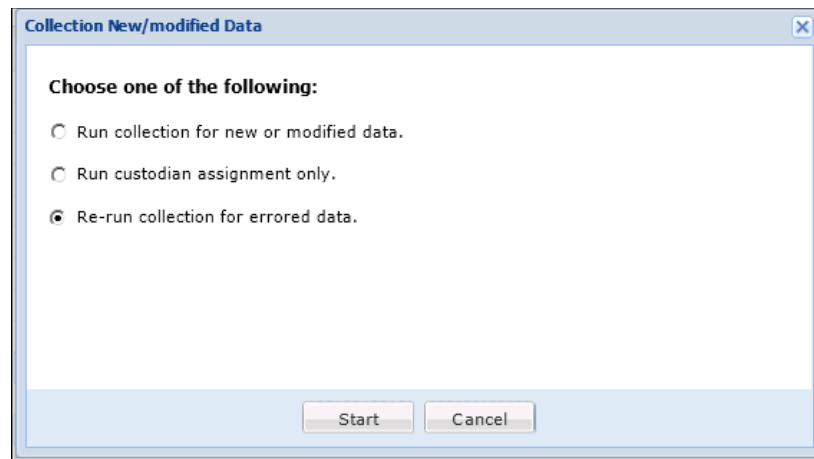 Collection New/modified Data
Choose one of the following:
Run collection for new or modified data.
Run custodian assignment only.
Re-run collection for errored data.
Start Cancel